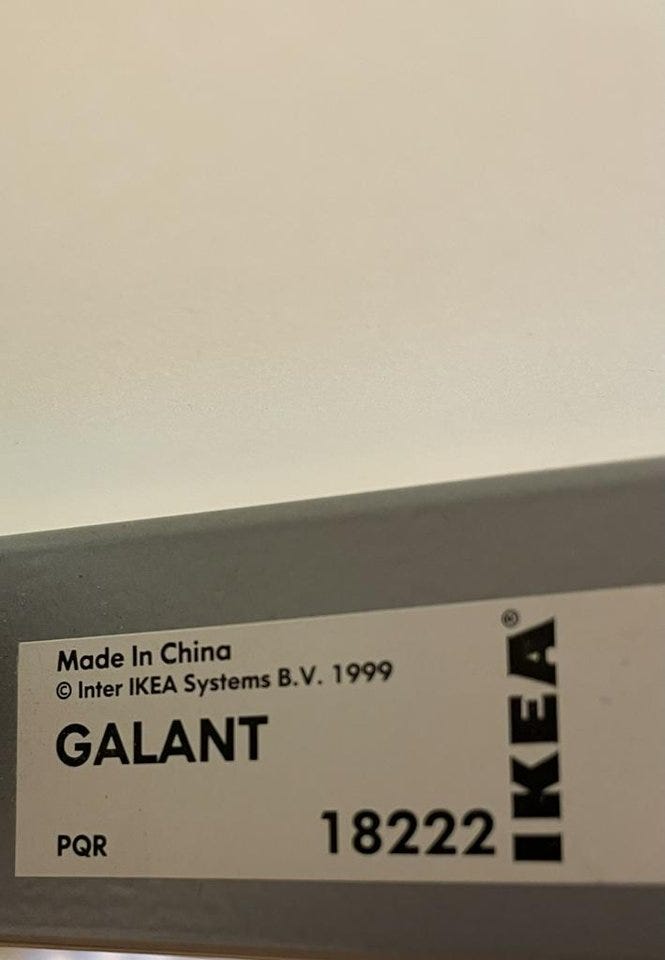 Made In China
© Inter IKEA Systems B.V. 1999
GALANT
PQR
18222
IKEA®